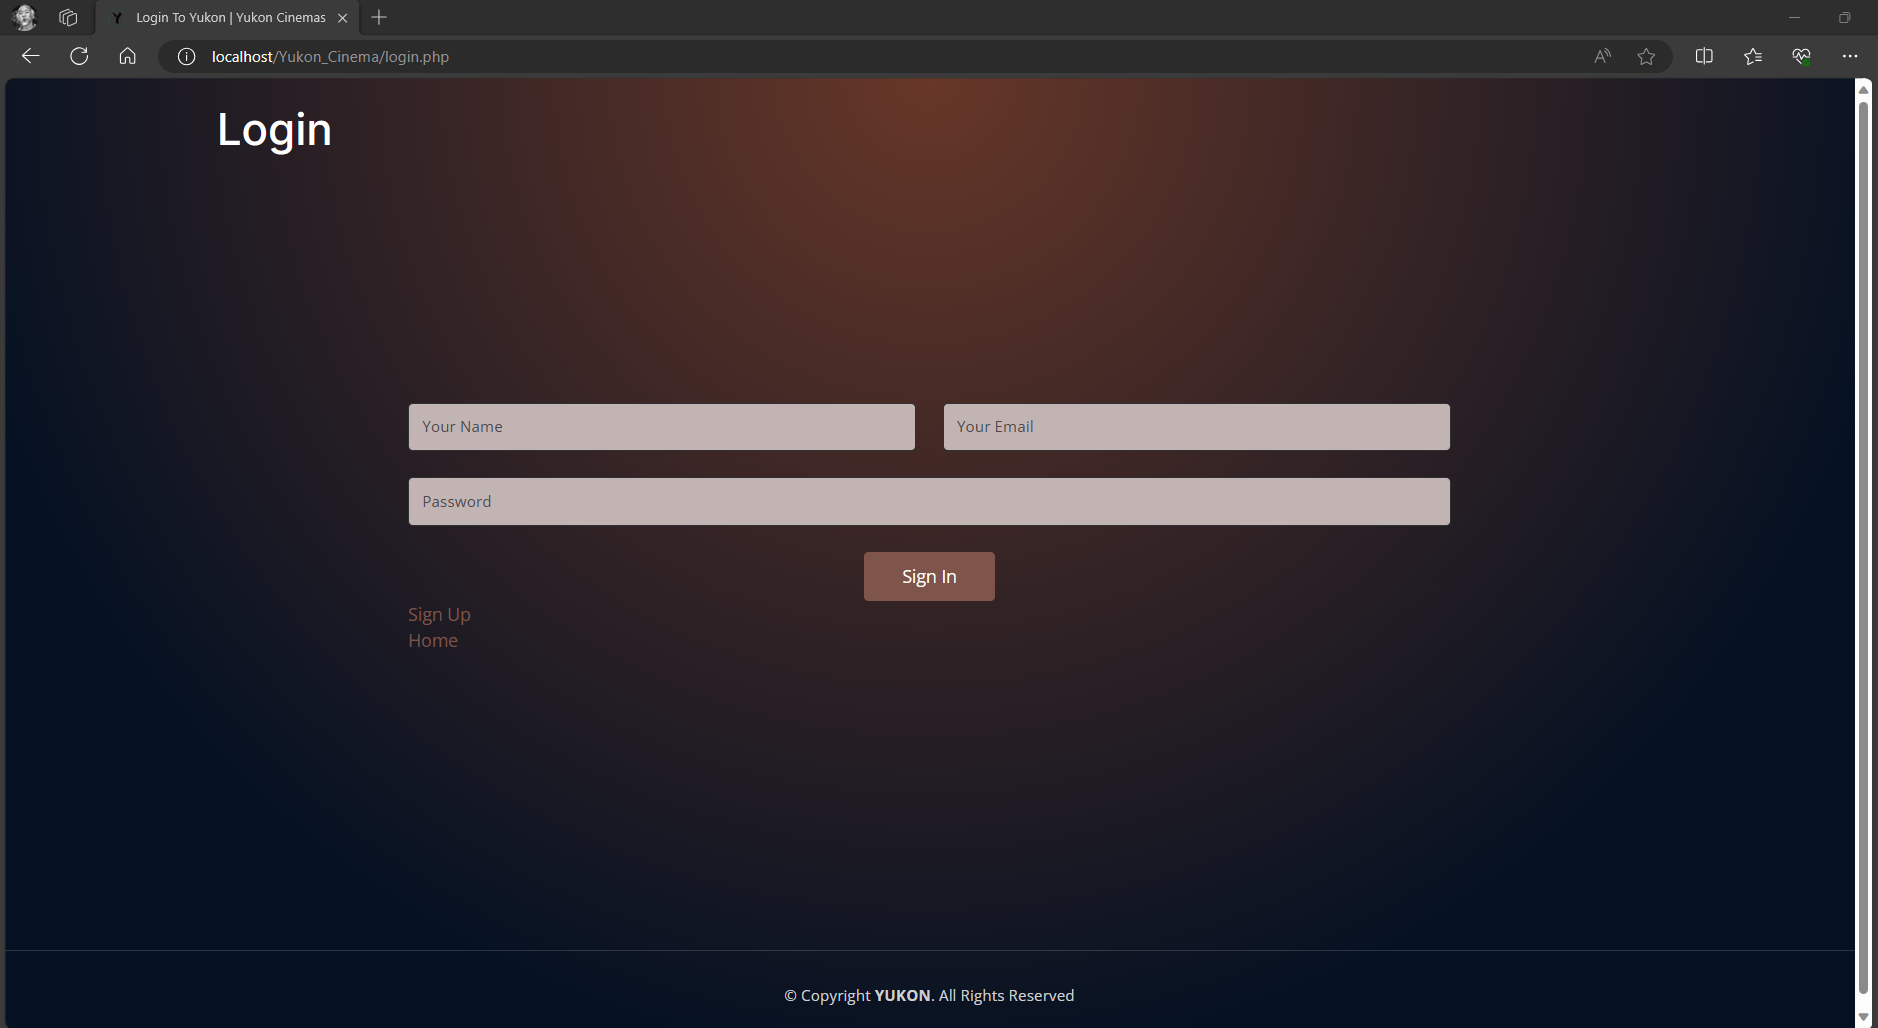 Login To Yukon | Yukon Cinemas
localhost/Yukon_Cinema/login.php
Login
Your Name
Your Email
Password
Sign In
Sign Up
Home
© Copyright YUKON. All Rights Reserved